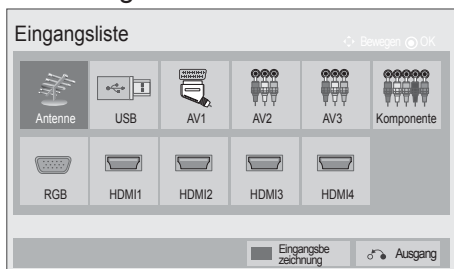 Eingangsliste
Bewegen OK
Antenne USB AV1 AV2 AV3 Komponente
RGB HDMI1 HDMI2 HDMI3 HDMI4
Eingangsbe
zeichnung
Ausgang